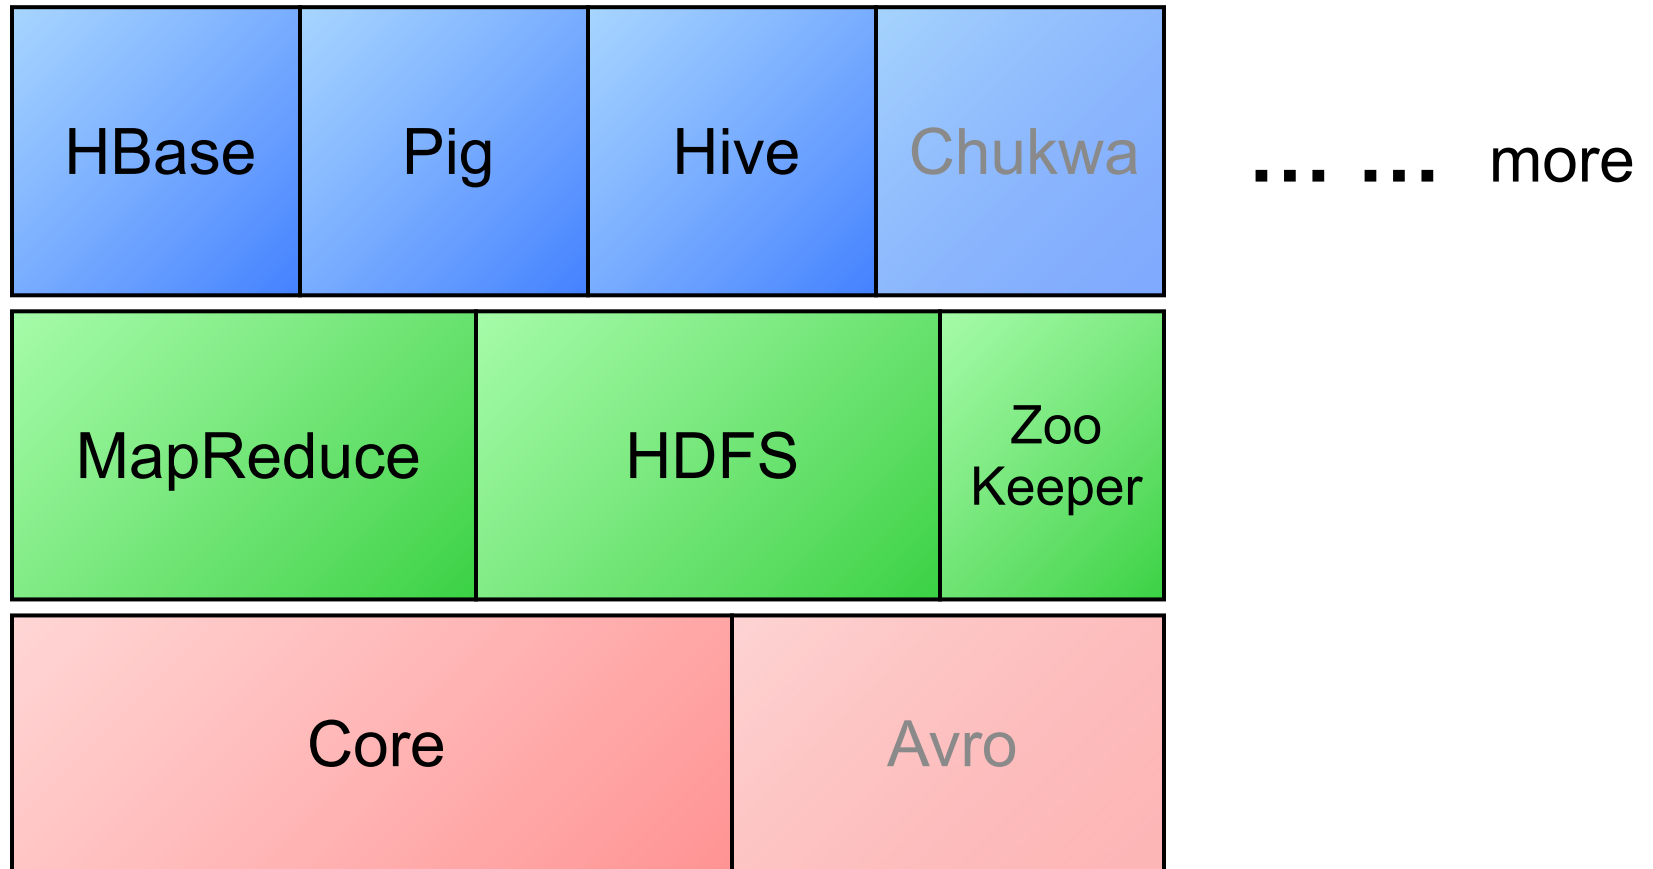 HBase
Pig
Hive
Chukwa
... ... more
MapReduce
HDFS
Zoo
Keeper
Core
Avro